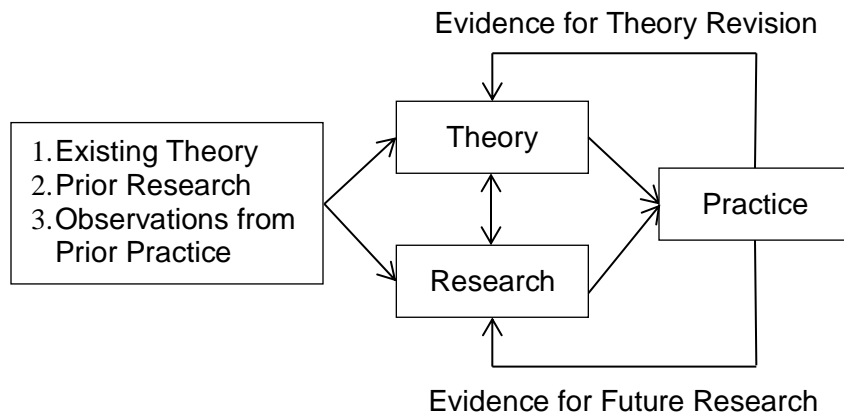 Evidence for Theory Revision
1.Existing Theory
2.Prior Research
3.Observations from
Prior Practice
Theory
Practice
Research
Evidence for Future Research